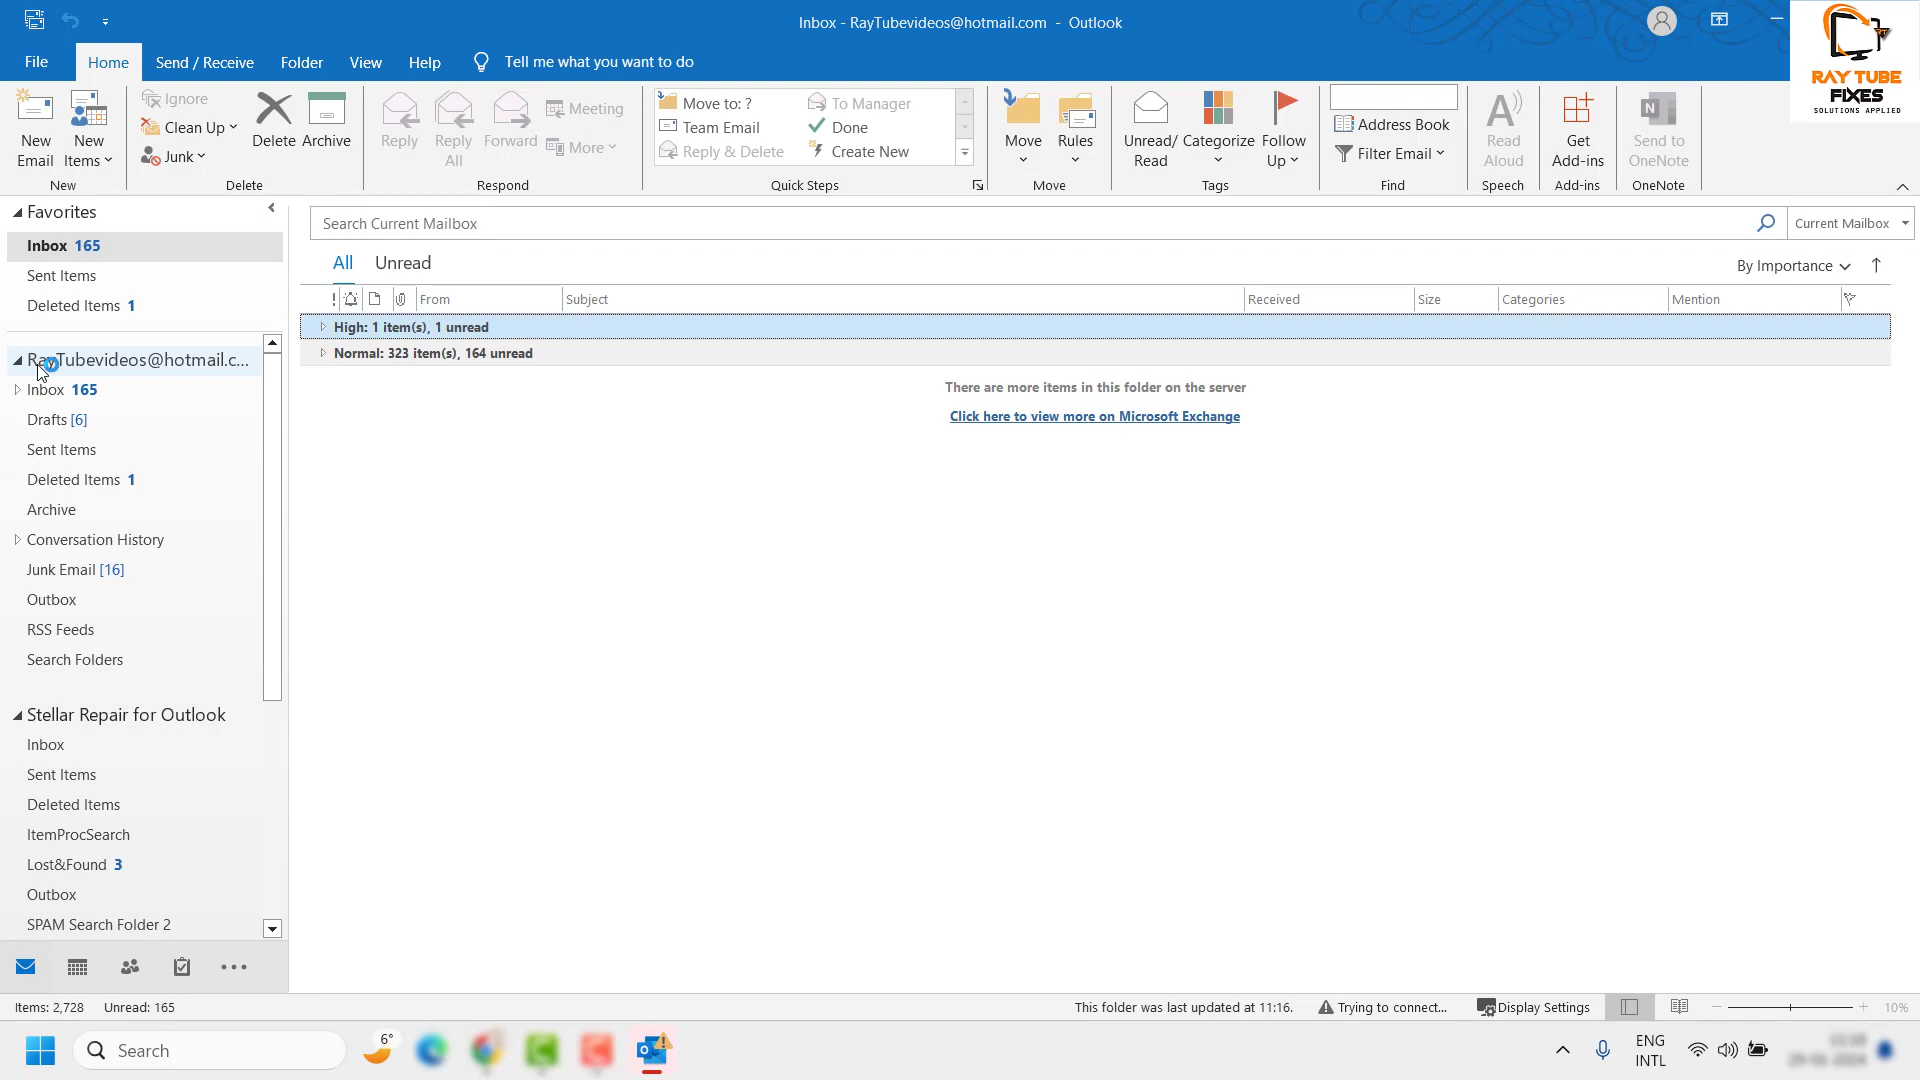 Inbox - RayTubevideos@hotmail.com - Outlook
File Home Send / Receive Folder View Help Tell me what you want to do
RAY TUBE
FIXES
SOLUTIONS APPLIED
New
Email
New
Items
New
Ignore
Clean Up
Junk
Delete
Archive
Delete
Reply
Reply
All
Forward
Meeting
More
Respond
Move to: ?
Team Email
Reply & Delete
To Manager
Done
Create New
Quick Steps
Move
Rules
Move
Unread/
Read
Categorize
Follow
Up
Tags
Address Book
Filter Email
Find
Read
Aloud
Speech
Get
Add-ins
Add-ins
Send to
OneNote
OneNote
Favorites
Inbox 165
Sent Items
Deleted Items 1
RayTubevideos@hotmail.c...
Inbox 165
Drafts [6]
Sent Items
Deleted Items 1
Archive
Conversation History
Junk Email [16]
Outbox
RSS Feeds
Search Folders
Stellar Repair for Outlook
Inbox
Sent Items
Deleted Items
ItemProcSearch
Lost&Found 3
Outbox
SPAM Search Folder 2
Search Current Mailbox
Current Mailbox
All Unread
By Importance
From Subject Received Size Categories Mention
High: 1 item(s), 1 unread
Normal: 323 item(s), 164 unread
There are more items in this folder on the server
Click here to view more on Microsoft Exchange
Items: 2,728 Unread: 165
This folder was last updated at 11:16. Trying to connect... Display Settings 10%
Search
6°
ENG
INTL